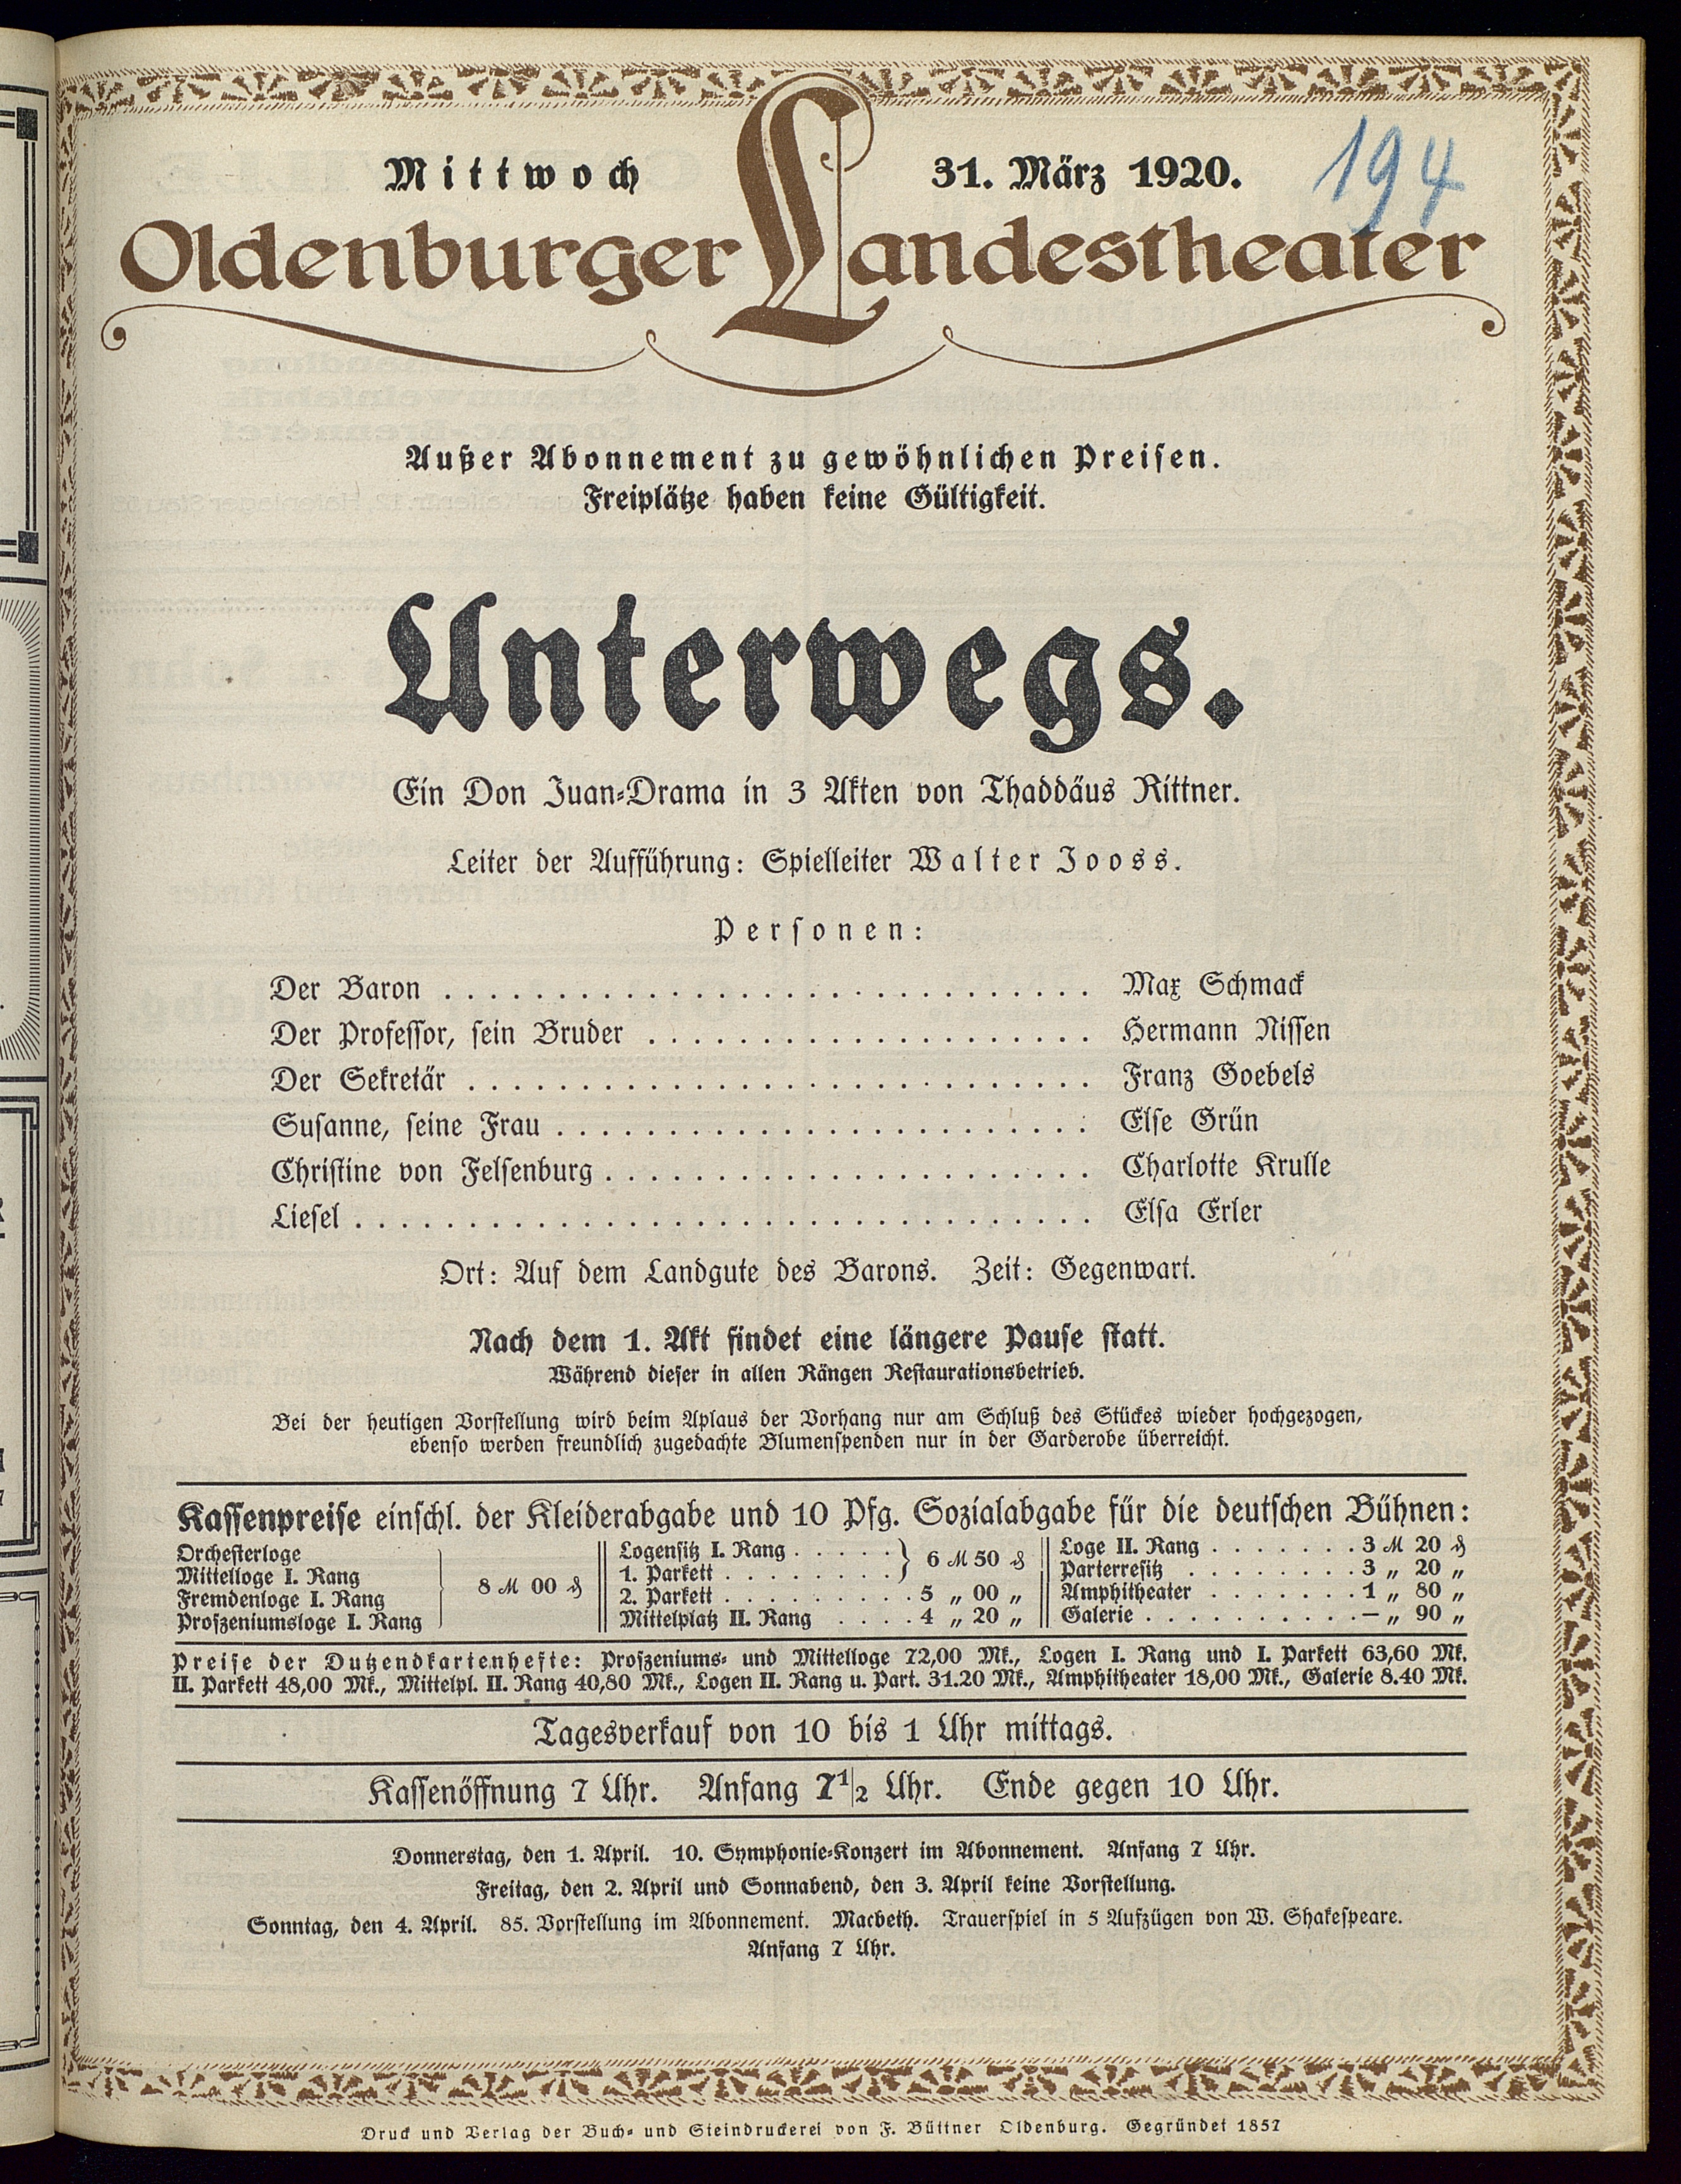 Mittwoch 31. März 1920. 194
Oldenburger Landestheater
Außer Abonnement zu gewöhnlichen Preisen.
Freiplätze haben keine Gültigkeit.
Unterwegs.
Ein Don Juan-Drama in 3 Akten von Thaddäus Rittner.
Leiter der Aufführung: Spielleiter Walter Jooss.
Personen:
Der Baron . . . . . . . . . . Max Schmack
Der Professor, sein Bruder . . . . . . . . . . Hermann Nissen
Der Sekretär . . . . . . . . . . Franz Goebels
Susanne, seine Frau . . . . . . . . . . Else Grün
Christine von Felsenburg . . . . . . . . . . Charlotte Krulle
Liesel . . . . . . . . . . Elsa Erler
Ort: Auf dem Landgute des Barons. Zeit: Gegenwart.
Nach dem 1. Akt findet eine längere Pause statt.
Während dieser in allen Rängen Restaurationsbetrieb.
Bei der heutigen Vorstellung wird beim Aplaus der Vorhang nur am Schluß des Stückes wieder hochgezogen,
ebenso werden freundlich zugedachte Blumenspenden nur in der Garderobe überreicht.
Kassenpreise einschl. der Kleiderabgabe und 10 Pfg. Sozialabgabe für die deutschen Bühnen:
Orchesterloge
Mittelloge I. Rang
Fremdenloge I. Rang
Proszeniumsloge I. Rang
8 ℳ 00 ₰
Logensitz I. Rang . . . . .
1. Parkett . . . . . . . .
6 ℳ 50 ₰
2. Parkett . . . . . . . . . 5 „ 00 „
Mittelplatz II. Rang . . . . 4 „ 20 „
Loge II. Rang . . . . . . . 3 ℳ 20 ₰
Parterresitz . . . . . . . 3 „ 20 „
Amphitheater . . . . . . . 1 „ 80 „
Galerie . . . . . . . . . . — „ 90 „
Preise der Dutzendkartenhefte: Proszeniums- und Mittelloge 72,00 Mk., Logen I. Rang und I. Parkett 63,60 Mk.
II. Parkett 48,00 Mk., Mittelpl. II. Rang 40,80 Mk., Logen II. Rang u. Part. 31.20 Mk., Amphitheater 18,00 Mk., Galerie 8.40 Mk.
Tagesverkauf von 10 bis 1 Uhr mittags.
Kassenöffnung 7 Uhr. Anfang 7½ Uhr. Ende gegen 10 Uhr.
Donnerstag, den 1. April. 10. Symphonie-Konzert im Abonnement. Anfang 7 Uhr.
Freitag, den 2. April und Sonnabend, den 3. April keine Vorstellung.
Sonntag, den 4. April. 85. Vorstellung im Abonnement. Macbeth. Trauerspiel in 5 Aufzügen von W. Shakespeare.
Anfang 7 Uhr.
Druck und Verlag der Buch- und Steindruckerei von F. Büttner Oldenburg. Gegründet 1857